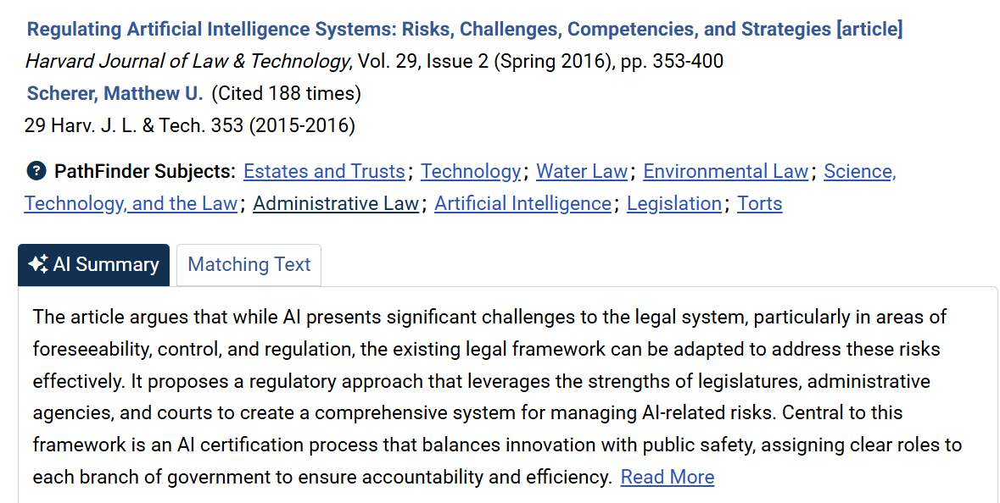 Regulating Artificial Intelligence Systems: Risks, Challenges, Competencies, and Strategies [article]
Harvard Journal of Law & Technology, Vol. 29, Issue 2 (Spring 2016), pp. 353-400
Scherer, Matthew U. (Cited 188 times)
29 Harv. J. L. & Tech. 353 (2015-2016)
? PathFinder Subjects: Estates and Trusts; Technology; Water Law; Environmental Law; Science,
Technology, and the Law; Administrative Law; Artificial Intelligence; Legislation; Torts
AI Summary Matching Text
The article argues that while AI presents significant challenges to the legal system, particularly in areas of
foreseeability, control, and regulation, the existing legal framework can be adapted to address these risks
effectively. It proposes a regulatory approach that leverages the strengths of legislatures, administrative
agencies, and courts to create a comprehensive system for managing AI-related risks. Central to this
framework is an AI certification process that balances innovation with public safety, assigning clear roles to
each branch of government to ensure accountability and efficiency. Read More